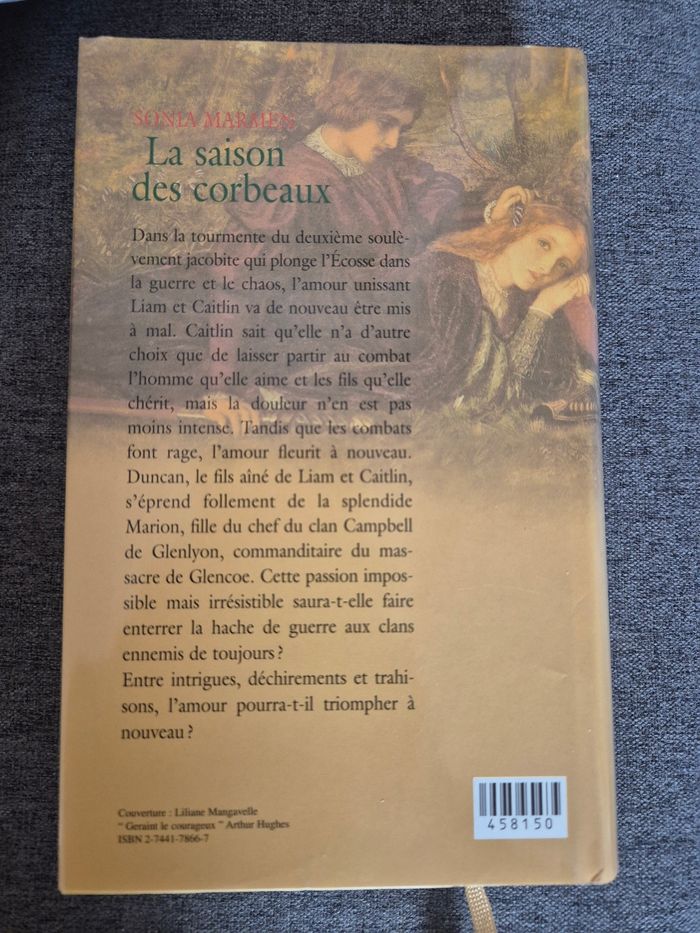 SONIA MARMEN
La saison
des corbeaux
Dans la tourmente du deuxième soulè-
vement jacobite qui plonge l'Écosse dans
la guerre et le chaos, l'amour unissant
Liam et Caitlin va de nouveau être mis
à mal. Caitlin sait qu'elle n'a d'autre
choix que de laisser partir au combat
l'homme qu'elle aime et les fils qu'elle
chérit, mais la douleur n'en est pas
moins intense. Tandis que les combats
font rage, l'amour fleurit à nouveau.
Duncan, le fils aîné de Liam et Caitlin,
s'éprend follement de la splendide
Marion, fille du chef du clan Campbell
de Glenlyon, commanditaire du mas-
sacre de Glencoe. Cette passion impos-
sible mais irrésistible saura-t-elle faire
enterrer la hache de guerre aux clans
ennemis de toujours ?
Entre intrigues, déchirements et trahi-
sons, l'amour pourra-t-il triompher à
nouveau ?
Couverture : Liliane Mangavelle
" Geraint le courageux " Arthur Hughes
ISBN 2-7441-7866-7
458150